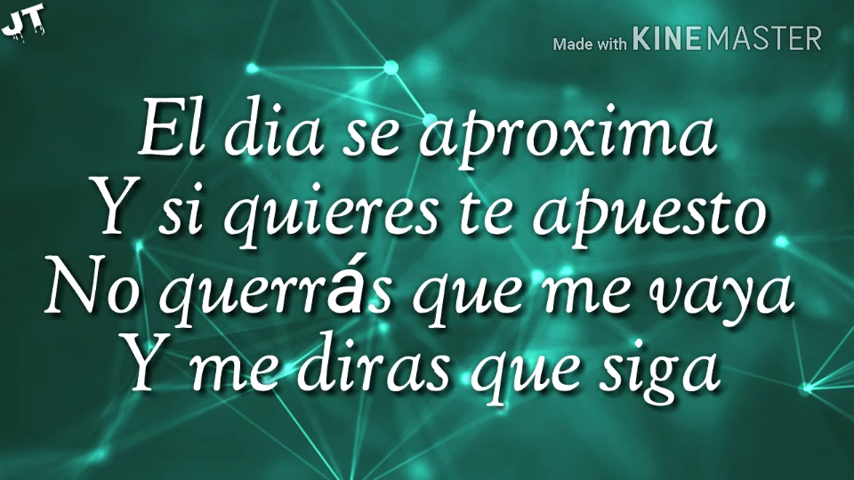 JT
Made with KINEMASTER
El dia se aproxima
Y si quieres te apuesto
No querrás que me vaya
Y me diras que siga